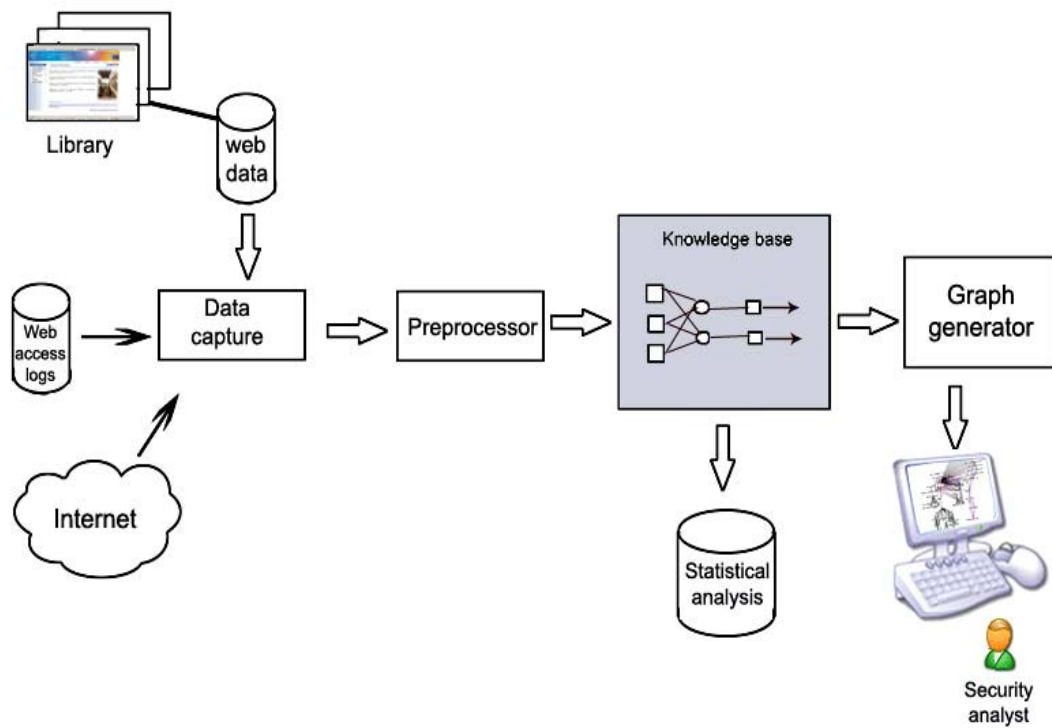 Library
web
data
Knowledge base
Web
access
logs
Data
capture
Preprocessor
Graph
generator
Internet
Statistical
analysis
Security
analyst